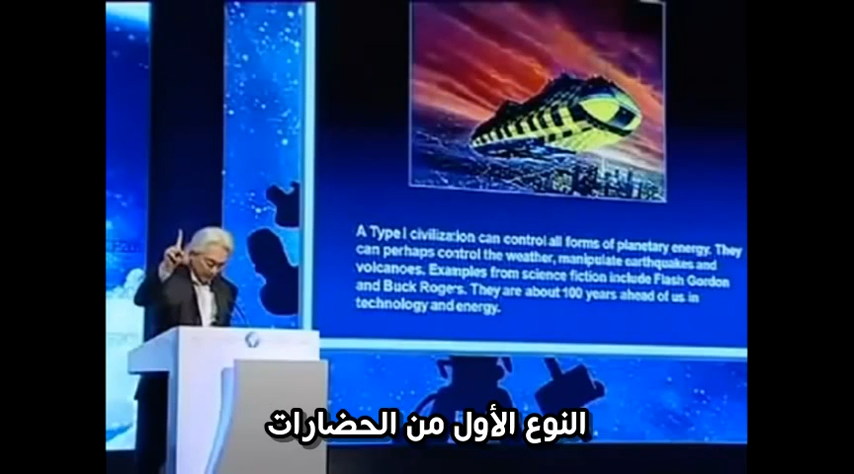 A Type I civilization can control all forms of planetary energy. They
can perhaps control the weather, manipulate earthquakes and
volcanoes. Examples from science fiction include Flash Gordon
and Buck Rogers. They are about 100 years ahead of us in
technology and energy.
النوع الأول من الحضارات